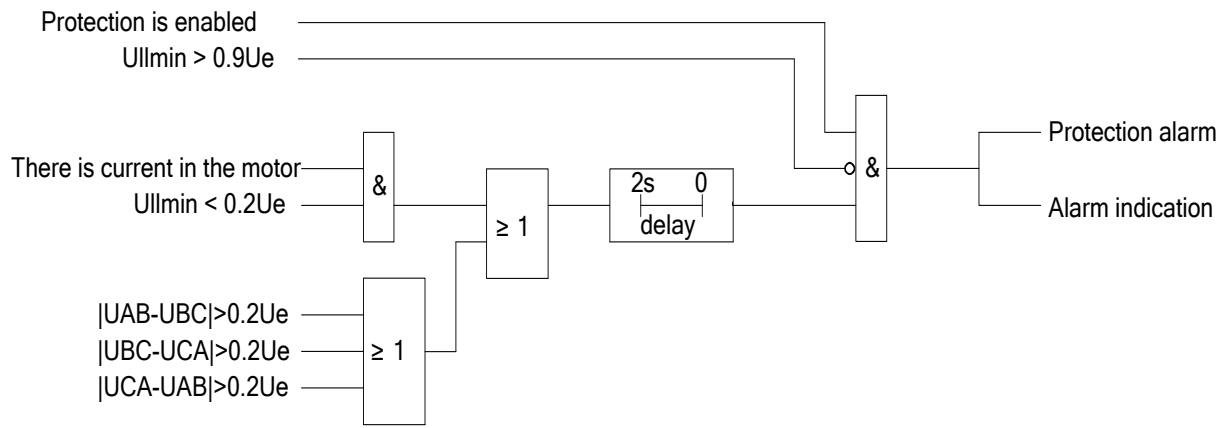 Protection is enabled
Ullmin > 0.9Ue
There is current in the motor
Ullmin < 0.2Ue
&
≥ 1
2s 0
delay
&
Protection alarm
Alarm indication
|UAB-UBC|>0.2Ue
|UBC-UCA|>0.2Ue
|UCA-UAB|>0.2Ue
≥ 1